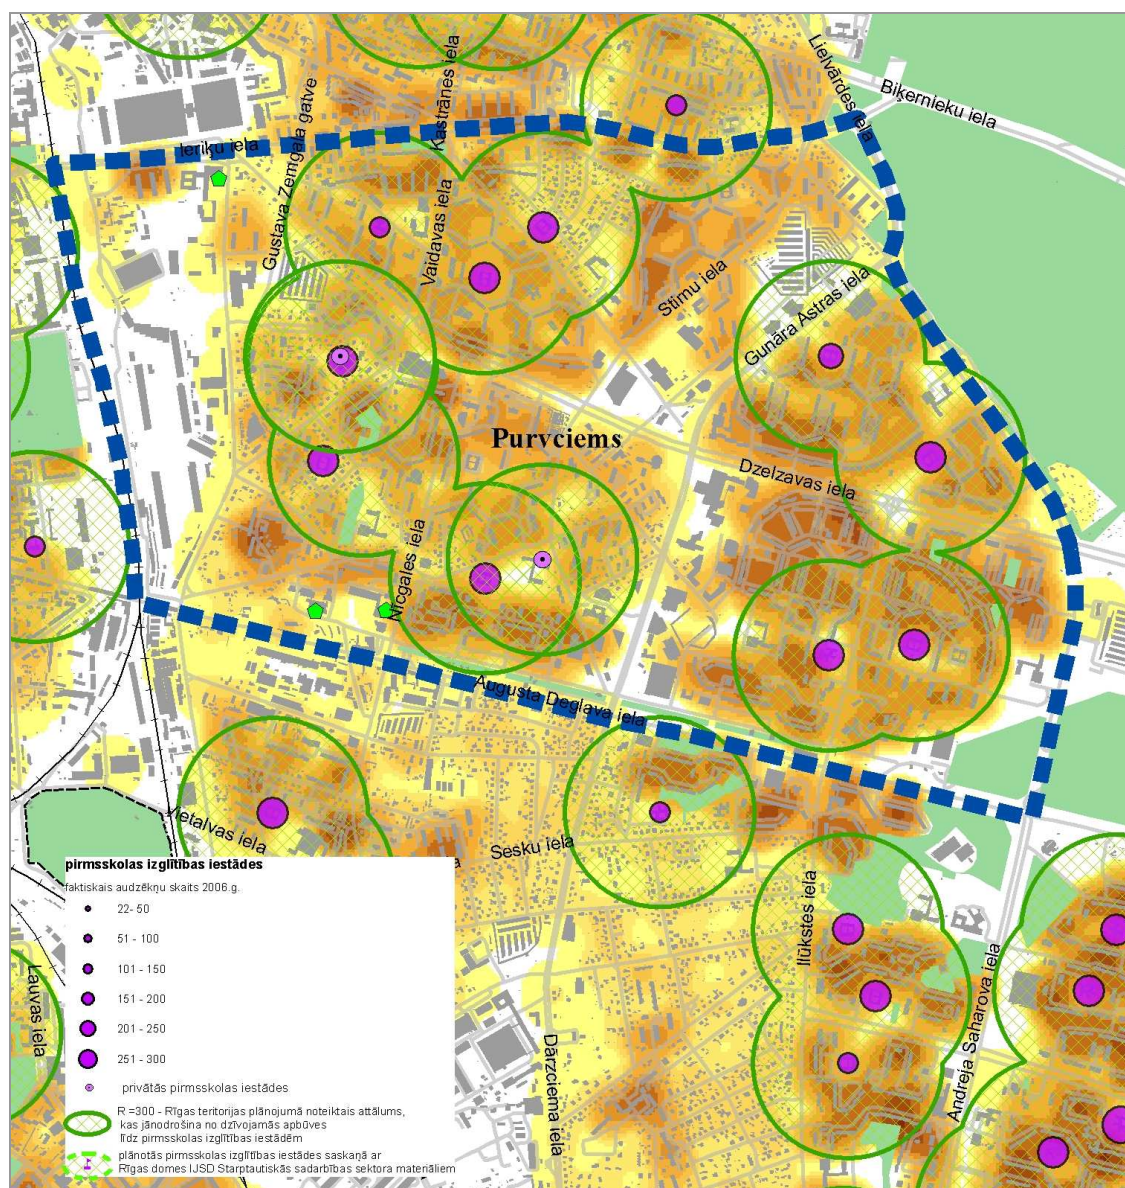 Lielvārdes iela
Biķernieku iela
Kastrānes iela
Ieriķu iela
Gustava Zemgala gatve
Vaidavas iela
Stirnu iela
Gunāra Astras iela
Purvciems
Dzelzavas iela
Nīcgales iela
Augusta Deglava iela
Vietalvas iela
Sesku iela
Ilūkstes iela
Lauvas iela
Dārzciema iela
Andreja Saharova iela
pirmsskolas izglītības iestādes
faktiskais audzēkņu skaits 2006.g.
22- 50
51 - 100
101 - 150
151 - 200
201 - 250
251 - 300
privātās pirmsskolas iestādes
R =300 - Rīgas teritorijas plānojumā noteiktais attālums,
kas jānodrošina no dzīvojamās apbūves
līdz pirmsskolas izglītības iestādēm
plānotās pirmsskolas izglītības iestādes saskaņā ar
Rīgas domes IJSD Starptautiskās sadarbības sektora materiāliem